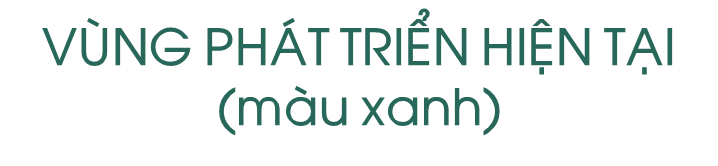 VÙNG PHÁT TRIỂN HIỆN TẠI
(màu xanh)